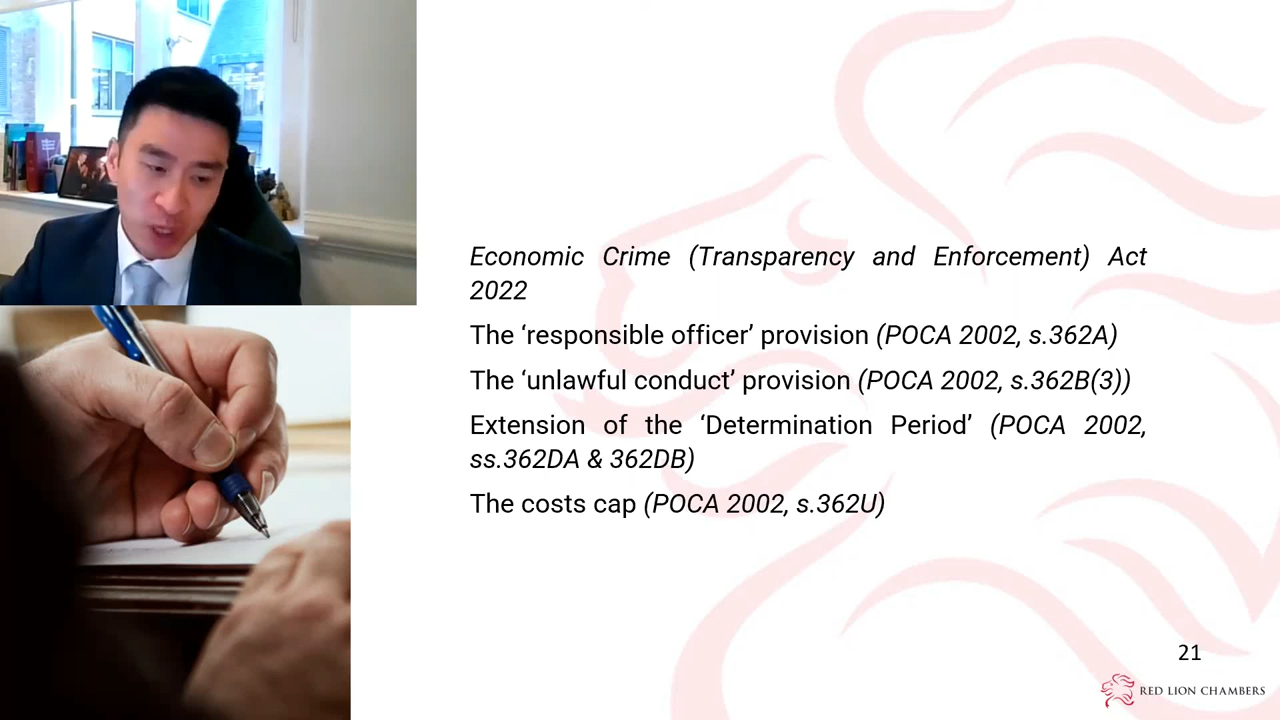 Economic Crime (Transparency and Enforcement) Act
2022
The ‘responsible officer’ provision (POCA 2002, s.362A)
The ‘unlawful conduct’ provision (POCA 2002, s.362B(3))
Extension of the ‘Determination Period’ (POCA 2002,
ss.362DA & 362DB)
The costs cap (POCA 2002, s.362U)
21
RED LION CHAMBERS